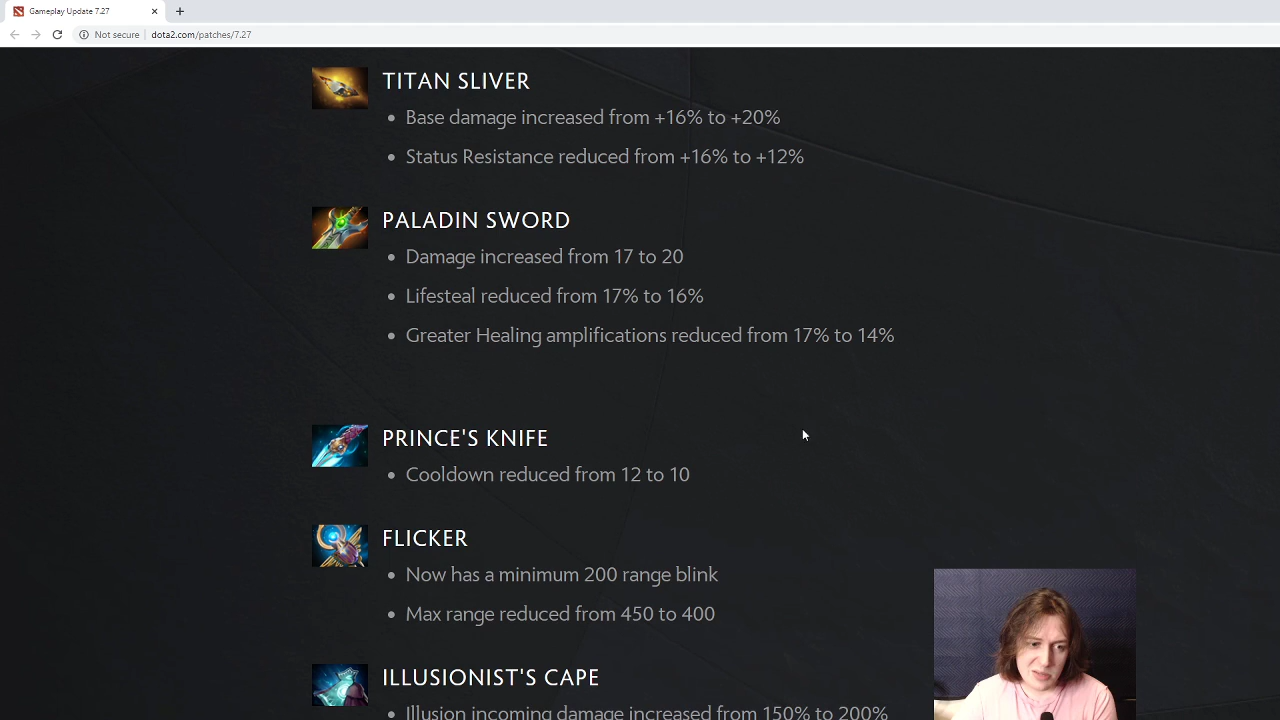 Gameplay Update 7.27
Not secure
dota2.com/patches/7.27
TITAN SLIVER
• Base damage increased from +16% to +20%
• Status Resistance reduced from +16% to +12%
PALADIN SWORD
• Damage increased from 17 to 20
• Lifesteal reduced from 17% to 16%
• Greater Healing amplifications reduced from 17% to 14%
PRINCE'S KNIFE
• Cooldown reduced from 12 to 10
FLICKER
• Now has a minimum 200 range blink
• Max range reduced from 450 to 400
ILLUSIONIST'S CAPE
• Illusion incoming damage increased from 150% to 200%